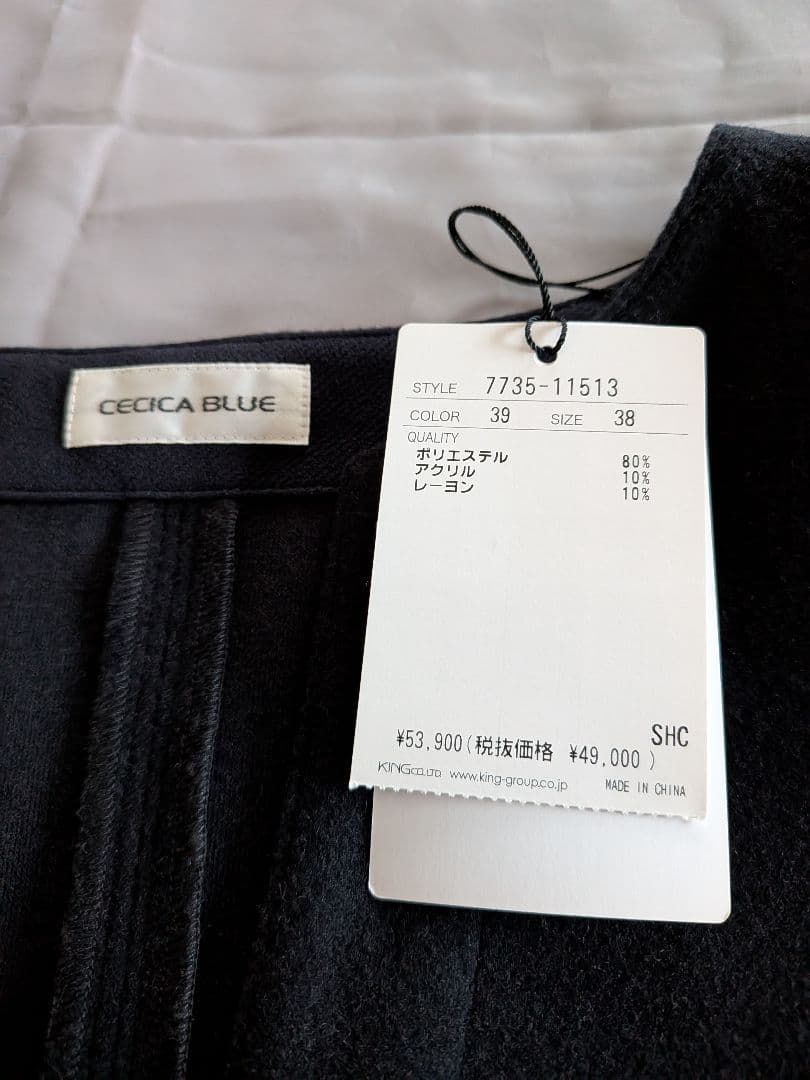 CECICA BLUE
STYLE 7735-11513
COLOR 39 SIZE 38
QUALITY
ポリエステル 80%
アクリル 10%
レーヨン 10%
SHC
¥53,900(税抜価格 ¥49,000 )
KING CO.,LTD. www.king-group.co.jp MADE IN CHINA